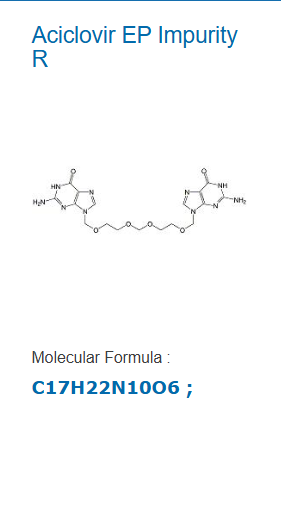 Aciclovir EP Impurity
R
O
O
HN
N
N
NH
H₂N
N
N
N
N
NH₂
O
O
O
O
Molecular Formula :
C17H22N10O6 ;